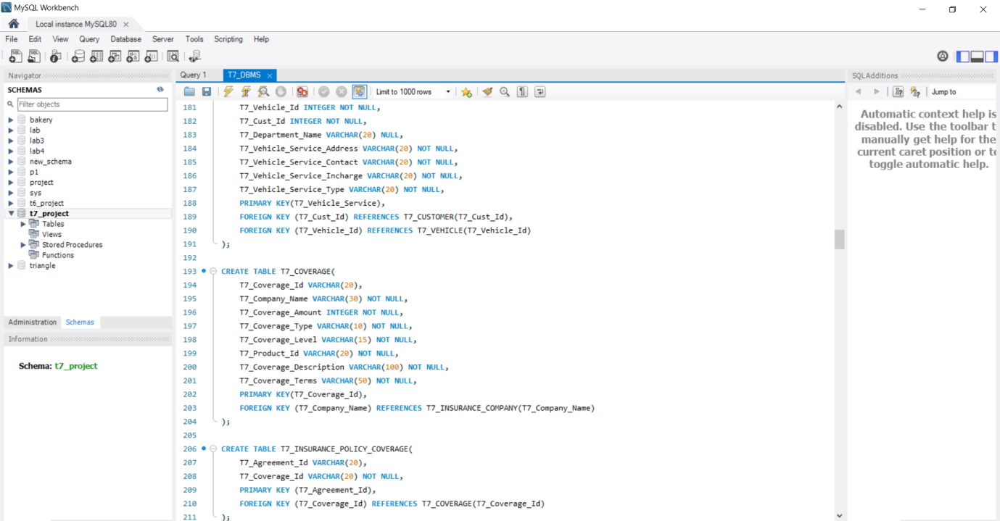 MySQL Workbench
Local instance MySQL80
File Edit View Query Database Server Tools Scripting Help
Navigator
SCHEMAS
Filter objects
bakery
lab
lab3
lab4
new_schema
p1
project
sys
t6_project
t7_project
Tables
Views
Stored Procedures
Functions
triangle
Administration Schemas
Information
Schema: t7_project
Query 1 T7_DBMS
Limit to 1000 rows
181 T7_Vehicle_Id INTEGER NOT NULL,
182 T7_Cust_Id INTEGER NOT NULL,
183 T7_Department_Name VARCHAR(20) NULL,
184 T7_Vehicle_Service_Address VARCHAR(20) NOT NULL,
185 T7_Vehicle_Service_Contact VARCHAR(20) NOT NULL,
186 T7_Vehicle_Service_Incharge VARCHAR(20) NOT NULL,
187 T7_Vehicle_Service_Type VARCHAR(20) NOT NULL,
188 PRIMARY KEY(T7_Vehicle_Service),
189 FOREIGN KEY (T7_Cust_Id) REFERENCES T7_CUSTOMER(T7_Cust_Id),
190 FOREIGN KEY (T7_Vehicle_Id) REFERENCES T7_VEHICLE(T7_Vehicle_Id)
191 );
192
193 CREATE TABLE T7_COVERAGE(
194 T7_Coverage_Id VARCHAR(20),
195 T7_Company_Name VARCHAR(30) NOT NULL,
196 T7_Coverage_Amount INTEGER NOT NULL,
197 T7_Coverage_Type VARCHAR(10) NOT NULL,
198 T7_Coverage_Level VARCHAR(15) NOT NULL,
199 T7_Product_Id VARCHAR(20) NOT NULL,
200 T7_Coverage_Description VARCHAR(100) NOT NULL,
201 T7_Coverage_Terms VARCHAR(50) NOT NULL,
202 PRIMARY KEY(T7_Coverage_Id),
203 FOREIGN KEY (T7_Company_Name) REFERENCES T7_INSURANCE_COMPANY(T7_Company_Name)
204 );
205
206 CREATE TABLE T7_INSURANCE_POLICY_COVERAGE(
207 T7_Agreement_Id VARCHAR(20),
208 T7_Coverage_Id VARCHAR(20) NOT NULL,
209 PRIMARY KEY (T7_Agreement_Id),
210 FOREIGN KEY (T7_Coverage_Id) REFERENCES T7_COVERAGE(T7_Coverage_Id)
211 );
SQLAdditions
Jump to
Automatic context help is
disabled. Use the toolbar t
manually get help for the
current caret position or to
toggle automatic help.